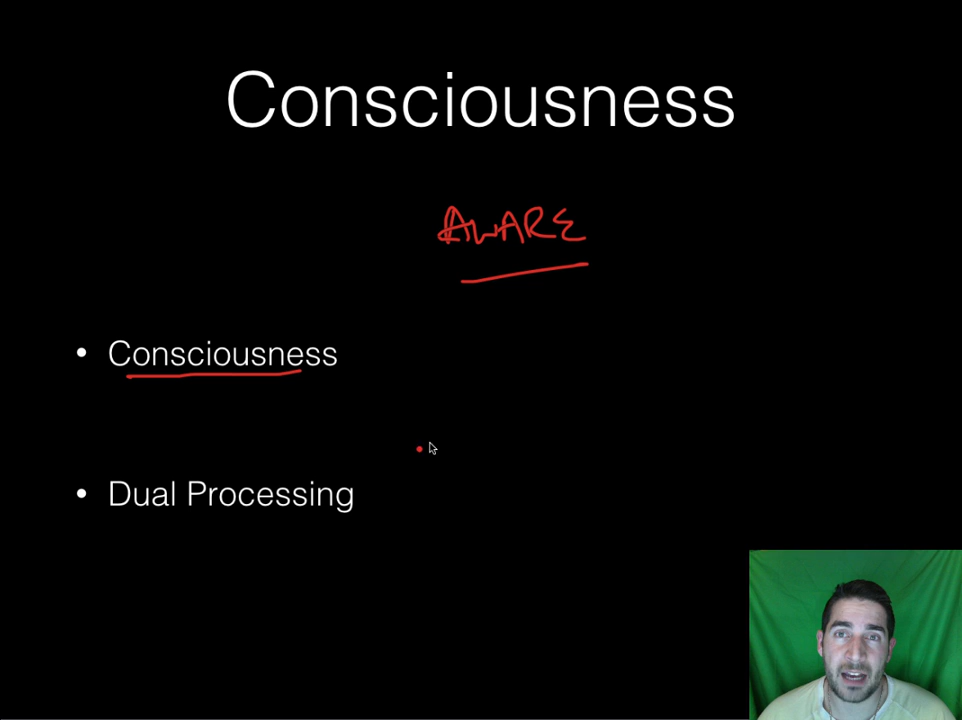 Consciousness
AWARE
• Consciousness
• Dual Processing